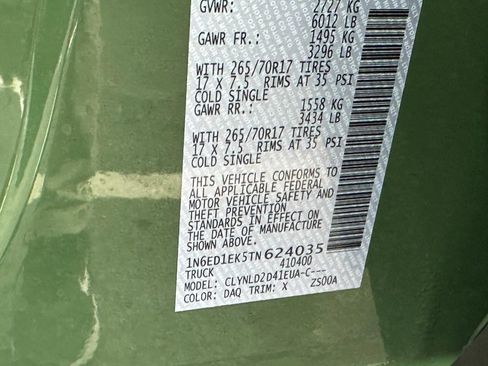 GVWR: 2727 KG
6012 LB
GAWR FR.: 1495 KG
3296 LB
WITH 265/70R17 TIRES
17 X 7.5 RIMS AT 35 PSI
COLD SINGLE
GAWR RR.: 1558 KG
3434 LB
WITH 265/70R17 TIRES
17 X 7.5 RIMS AT 35 PSI
COLD SINGLE
THIS VEHICLE CONFORMS TO
ALL APPLICABLE FEDERAL
MOTOR VEHICLE SAFETY AND
THEFT PREVENTION
STANDARDS IN EFFECT ON
THE DATE OF MANUFACTURE
SHOWN ABOVE.
1N6ED1EK5TN624035
TRUCK 410400
MODEL: CLYNLD2D41EUA-C---
COLOR: DAQ TRIM: X ZS00A